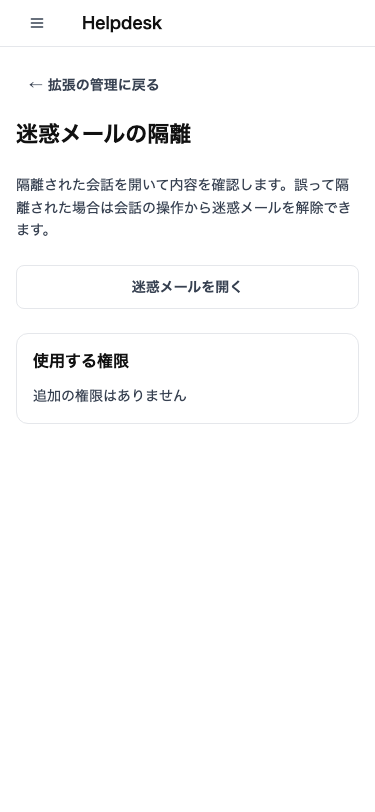 Helpdesk
← 拡張の管理に戻る
迷惑メールの隔離
隔離された会話を開いて内容を確認します。誤って隔
離された場合は会話の操作から迷惑メールを解除でき
ます。
迷惑メールを開く
使用する権限
追加の権限はありません